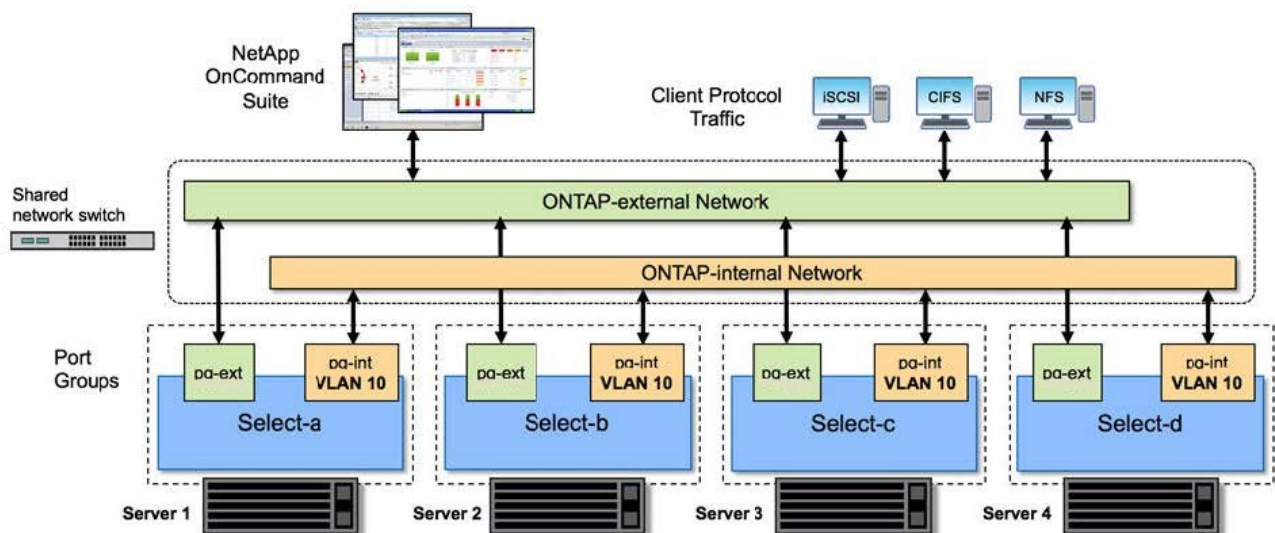 NetApp
OnCommand
Suite
Client Protocol
Traffic
iSCSI
CIFS
NFS
Shared
network switch
ONTAP-external Network
ONTAP-internal Network
Port
Groups
pg-ext
pg-int
VLAN 10
Select-a
pg-ext
pg-int
VLAN 10
Select-b
pg-ext
pg-int
VLAN 10
Select-c
pg-ext
pg-int
VLAN 10
Select-d
Server 1
Server 2
Server 3
Server 4